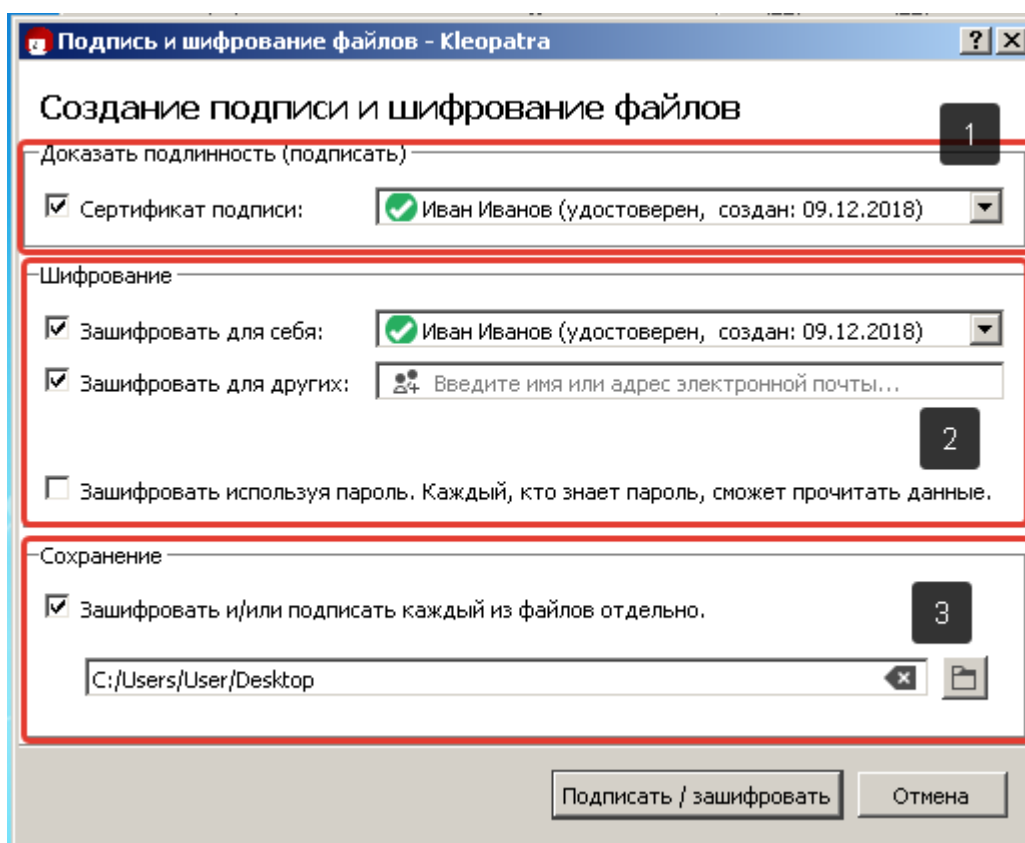 Подпись и шифрование файлов - Kleopatra
Создание подписи и шифрование файлов
1
Доказать подлинность (подписать)
Сертификат подписи: Иван Иванов (удостоверен, создан: 09.12.2018)
Шифрование
Зашифровать для себя: Иван Иванов (удостоверен, создан: 09.12.2018)
Зашифровать для других: Введите имя или адрес электронной почты...
2
Зашифровать используя пароль. Каждый, кто знает пароль, сможет прочитать данные.
Сохранение
Зашифровать и/или подписать каждый из файлов отдельно.
3
C:/Users/User/Desktop
Подписать / зашифровать Отмена